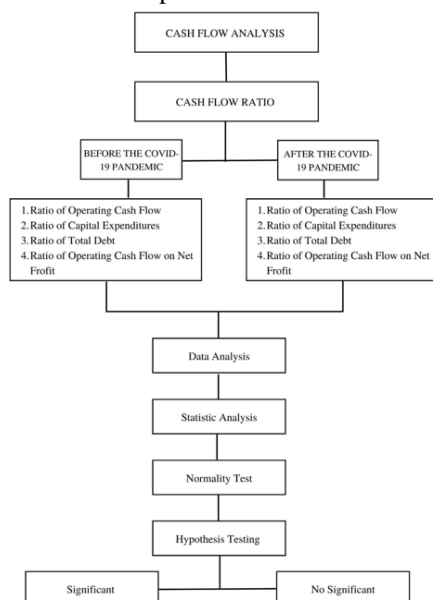 CASH FLOW ANALYSIS
CASH FLOW RATIO
BEFORE THE COVID-
19 PANDEMIC
AFTER THE COVID-
19 PANDEMIC
1. Ratio of Operating Cash Flow
2. Ratio of Capital Expenditures
3. Ratio of Total Debt
4. Ratio of Operating Cash Flow on Net
Frofit
1. Ratio of Operating Cash Flow
2. Ratio of Capital Expenditures
3. Ratio of Total Debt
4. Ratio of Operating Cash Flow on Net
Frofit
Data Analysis
Statistic Analysis
Normality Test
Hypothesis Testing
Significant
No Significant